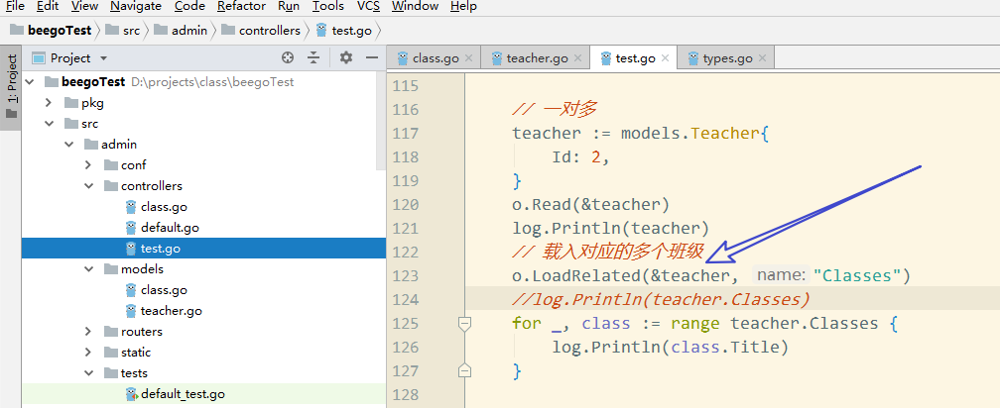 File Edit View Navigate Code Refactor Run Tools VCS Window Help
beegoTest src admin controllers test.go
1: Project
Project
class.go teacher.go test.go types.go
beegoTest D:\projects\class\beegoTest
pkg
src
admin
conf
controllers
class.go
default.go
test.go
models
class.go
teacher.go
routers
static
tests
default_test.go
115
116 // 一对多
117 teacher := models.Teacher{
118 Id: 2,
119 }
120 o.Read(&teacher)
121 log.Println(teacher)
122 // 载入对应的多个班级
123 o.LoadRelated(&teacher, name: "Classes")
124 //log.Println(teacher.Classes)
125 for _, class := range teacher.Classes {
126 log.Println(class.Title)
127 }
128